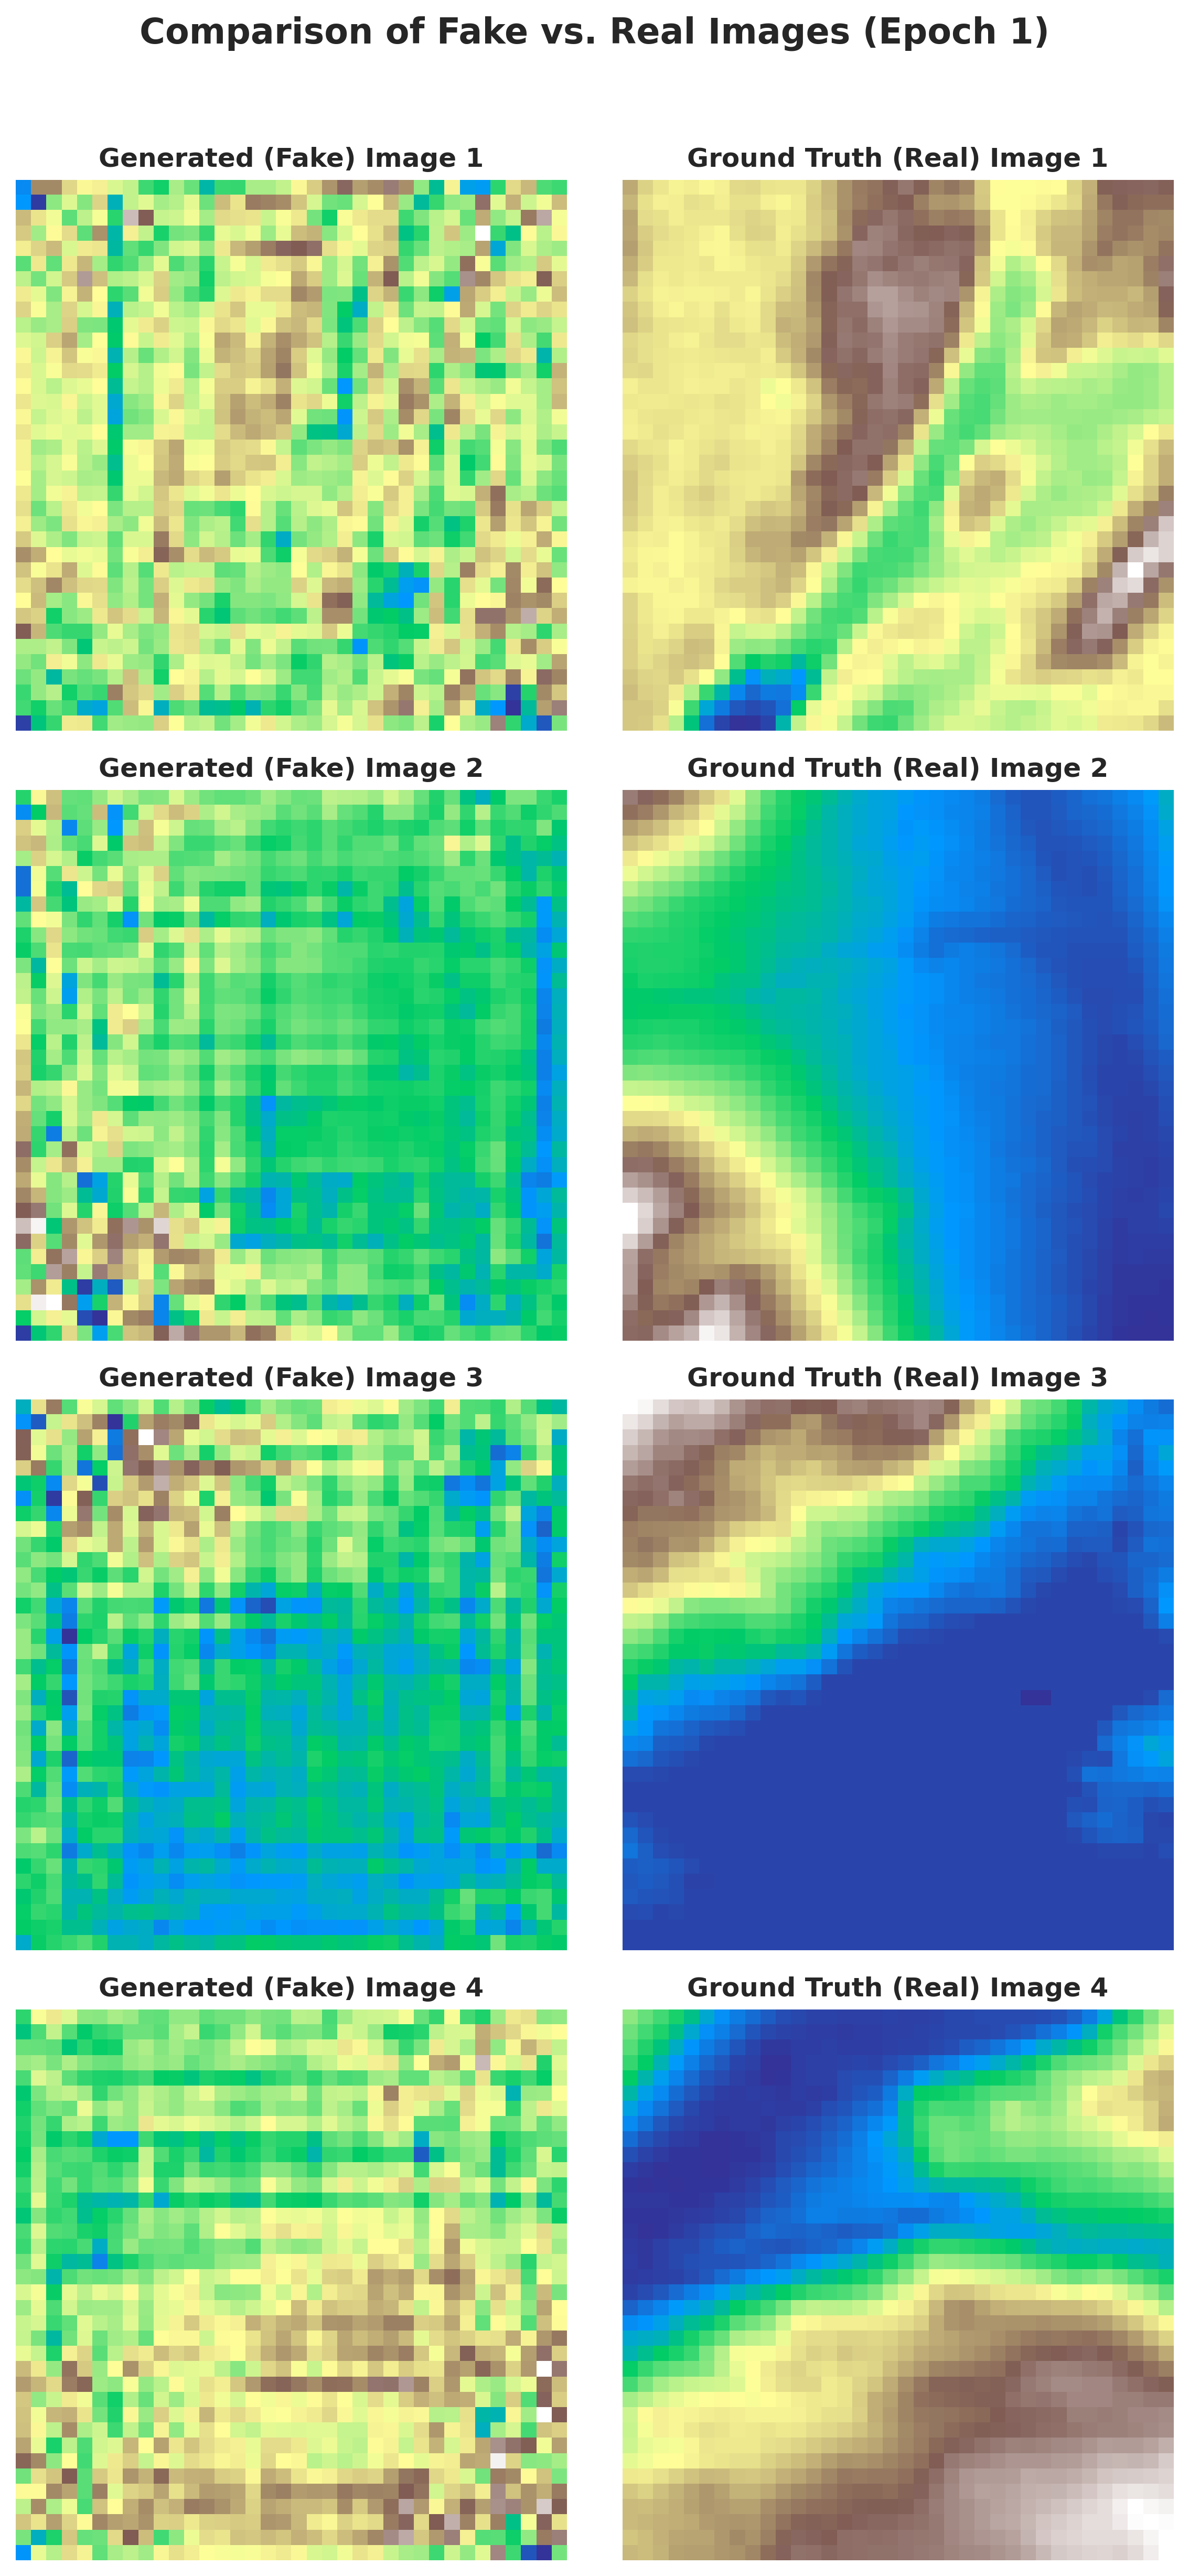 Comparison of Fake vs. Real Images (Epoch 1)
Generated (Fake) Image 1
Ground Truth (Real) Image 1
Generated (Fake) Image 2
Ground Truth (Real) Image 2
Generated (Fake) Image 3
Ground Truth (Real) Image 3
Generated (Fake) Image 4
Ground Truth (Real) Image 4